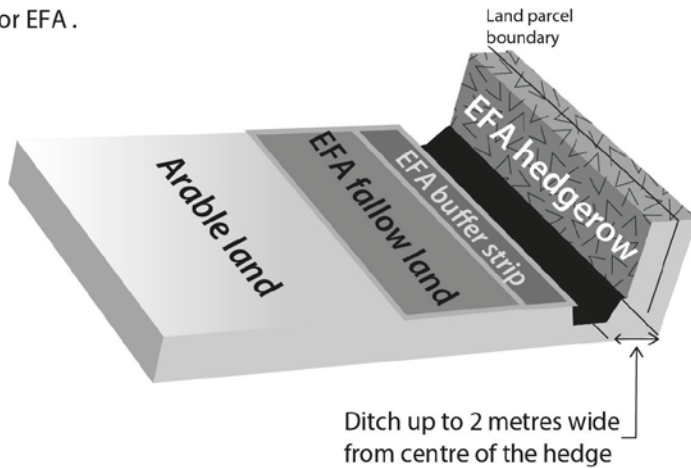 or EFA .
Land parcel
boundary
EFA hedgerow
EFA buffer strip
EFA fallow land
Arable land
Ditch up to 2 metres wide
from centre of the hedge